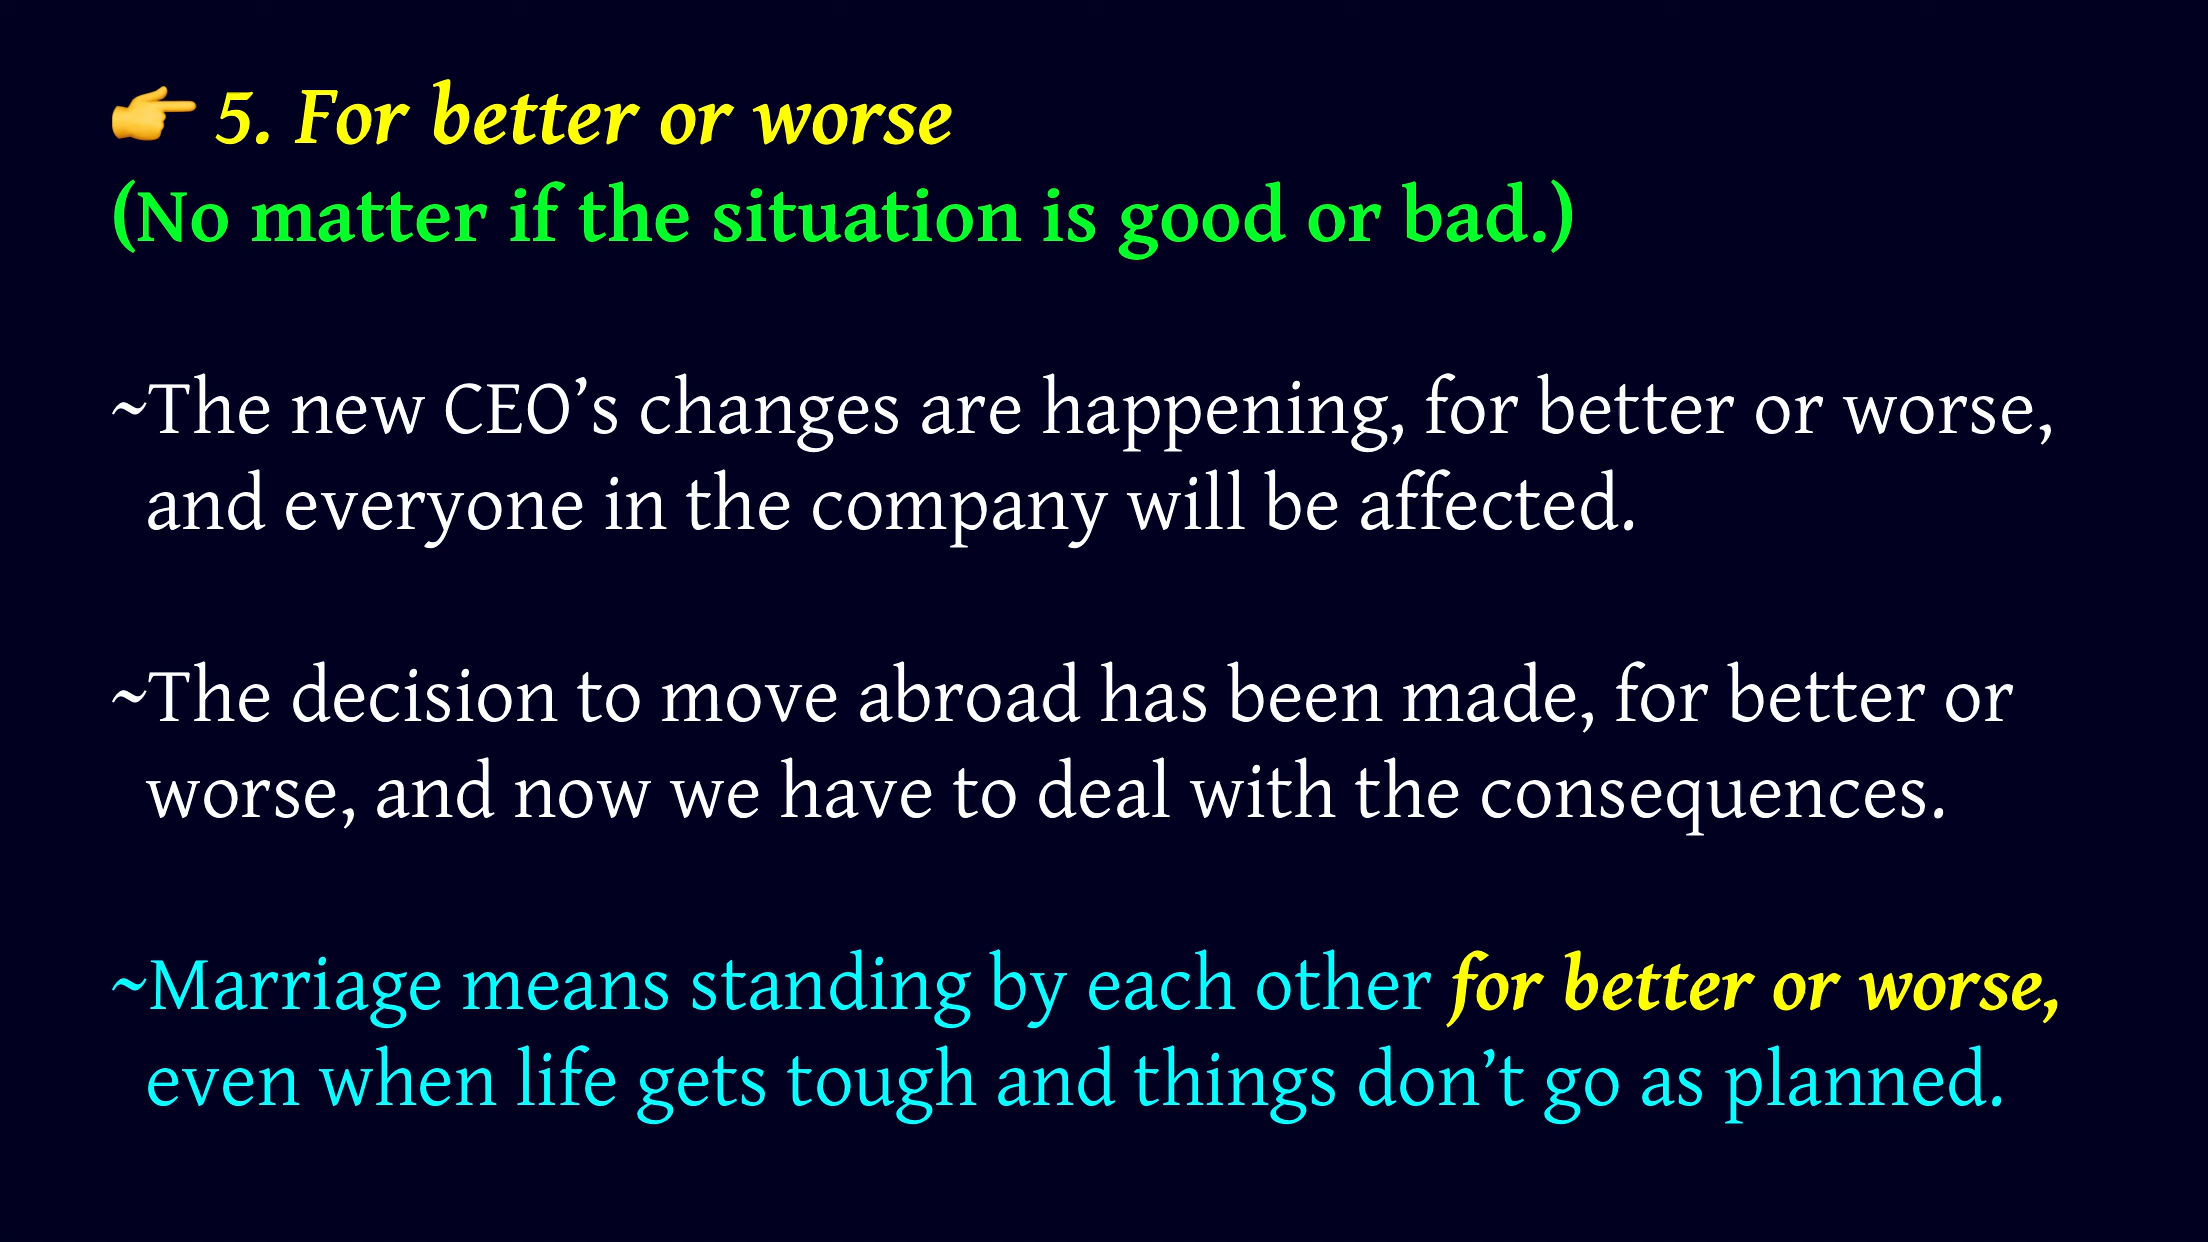 👉 5. For better or worse
(No matter if the situation is good or bad.)
~The new CEO’s changes are happening, for better or worse,
and everyone in the company will be affected.
~The decision to move abroad has been made, for better or
worse, and now we have to deal with the consequences.
~Marriage means standing by each other for better or worse,
even when life gets tough and things don’t go as planned.